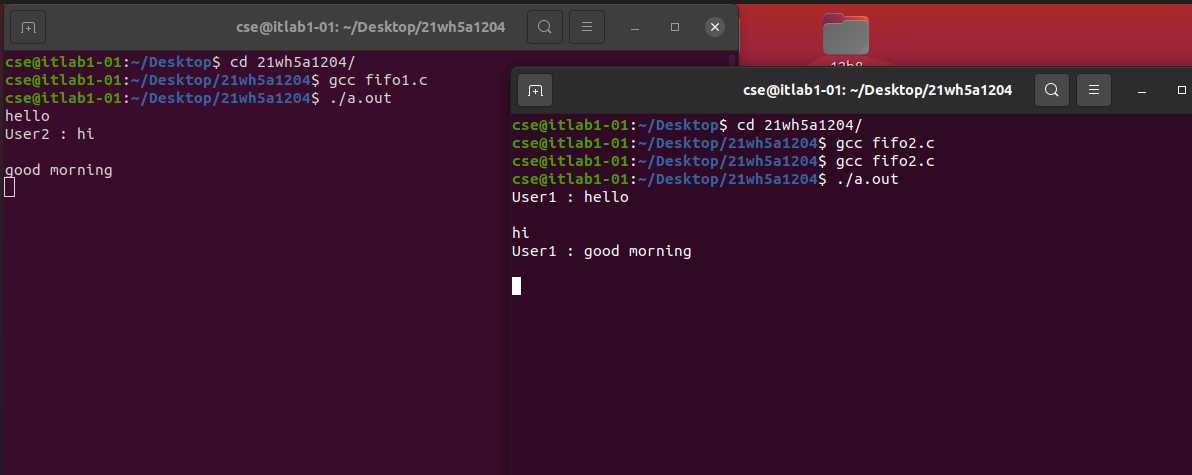 cse@itlab1-01: ~/Desktop/21wh5a1204
cse@itlab1-01:~/Desktop$ cd 21wh5a1204/
cse@itlab1-01:~/Desktop/21wh5a1204$ gcc fifo1.c
cse@itlab1-01:~/Desktop/21wh5a1204$ ./a.out
hello
User2 : hi
good morning
cse@itlab1-01: ~/Desktop/21wh5a1204
cse@itlab1-01:~/Desktop$ cd 21wh5a1204/
cse@itlab1-01:~/Desktop/21wh5a1204$ gcc fifo2.c
cse@itlab1-01:~/Desktop/21wh5a1204$ gcc fifo2.c
cse@itlab1-01:~/Desktop/21wh5a1204$ ./a.out
User1 : hello
hi
User1 : good morning